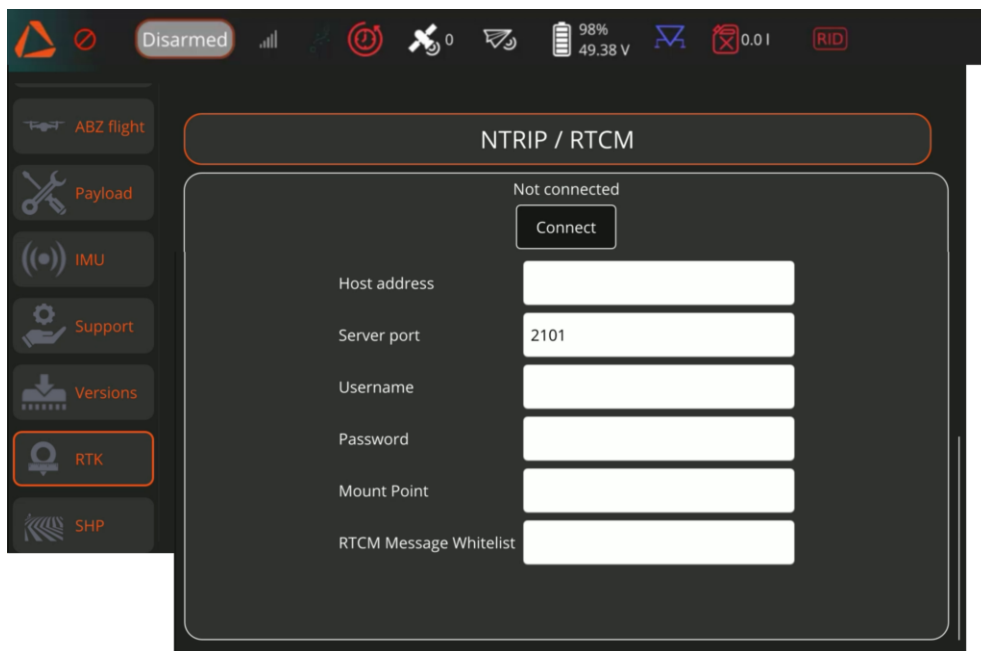 Disarmed
0
98%
49.38 V
0.0 l
RID
ABZ flight
Payload
IMU
Support
Versions
RTK
SHP
NTRIP / RTCM
Not connected
Connect
Host address
Server port 2101
Username
Password
Mount Point
RTCM Message Whitelist